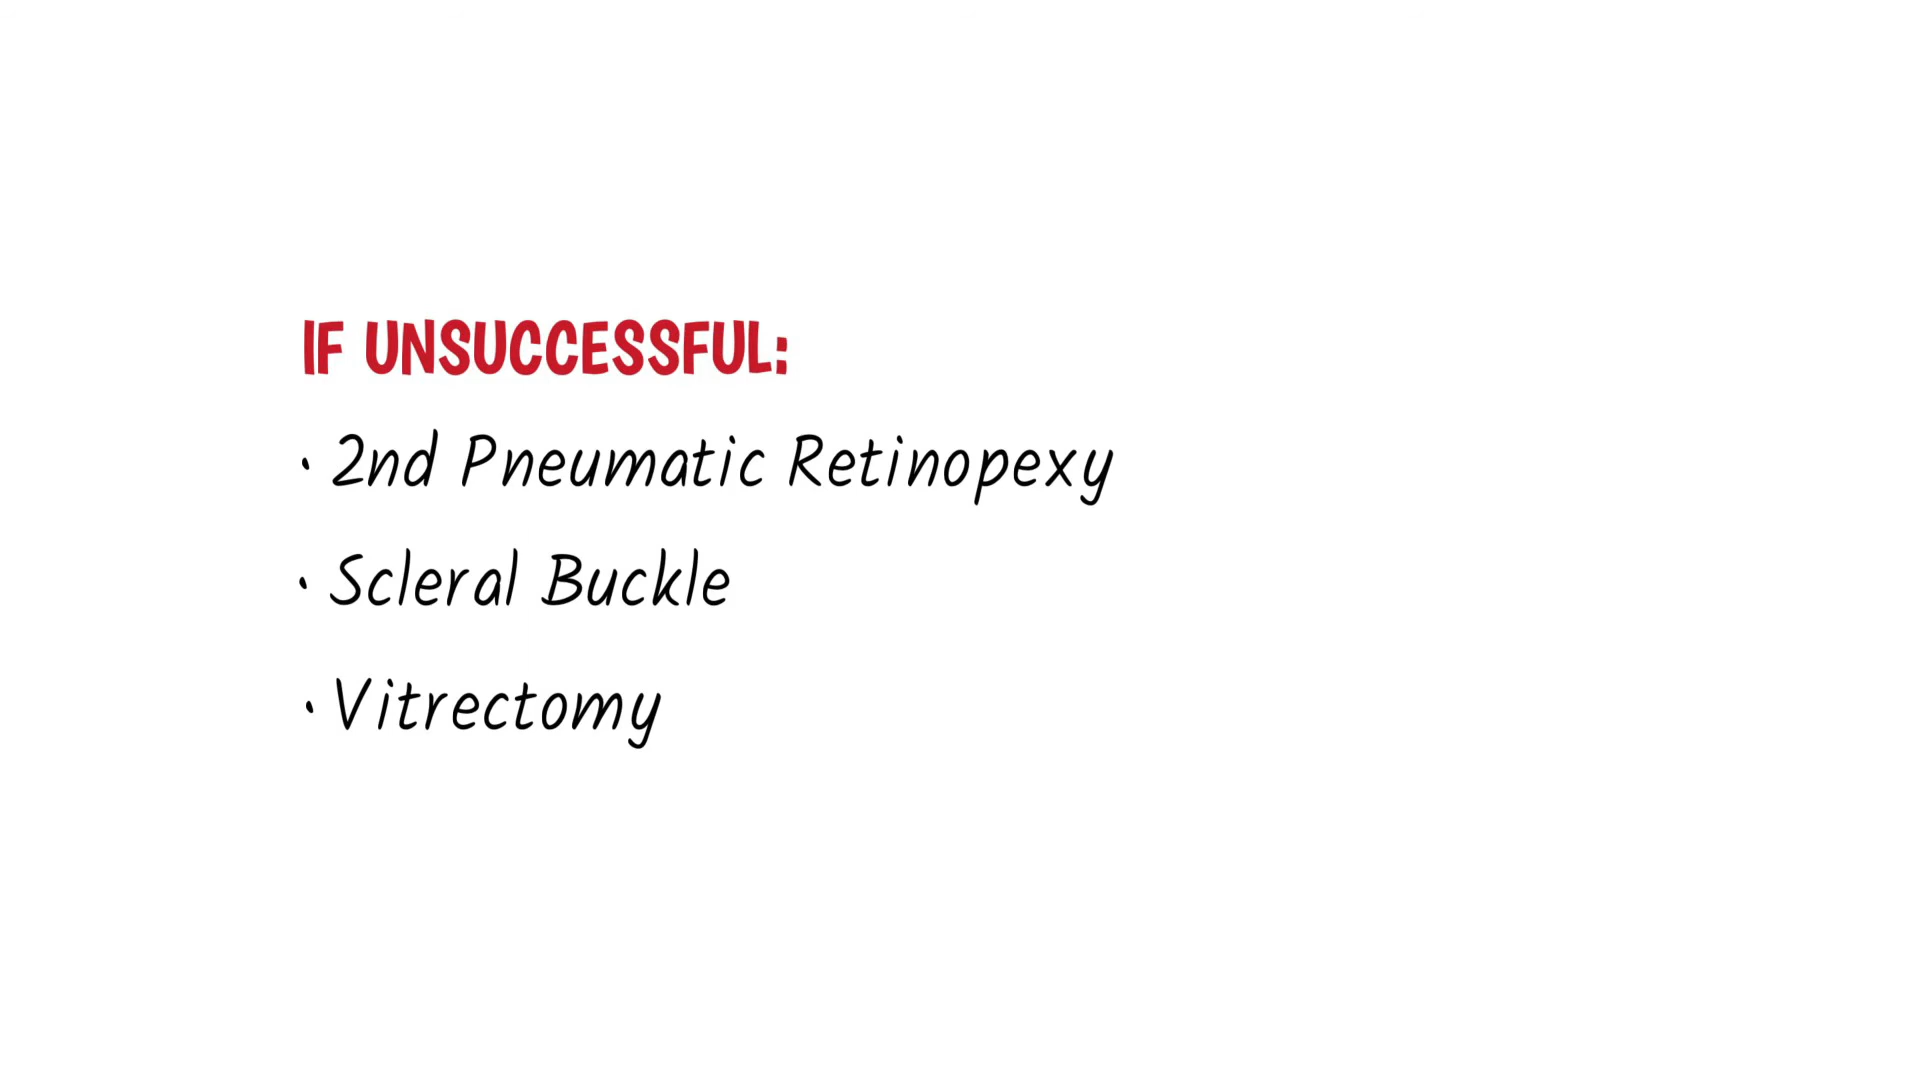 IF UNSUCCESSFUL:
• 2nd Pneumatic Retinopexy
• Scleral Buckle
• Vitrectomy